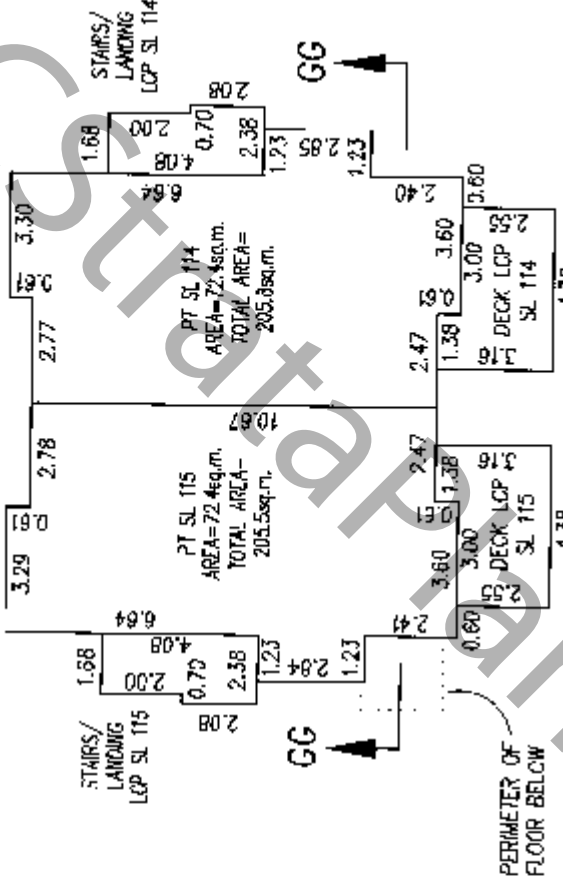 STAIRS/
LANDING
LCP SL 114
2.08
1.68
2.00
0.70
4.08
2.38
6.64
1.23
GG
2.85
1.23
3.30
0.61
2.77
PT SL 114
TOTAL AREA=
2.40
0.60
2.55
3.60
3.00
0.61
2.47
1.38
DECK LCP
SL 114
3.16
10.67
2.78
0.61
3.29
PT SL 115
AREA=72.4sq.m.
TOTAL AREA=
205.5sq.m.
2.47
1.38
3.16
0.61
3.00
3.60
DECK LCP
SL 115
2.55
4.38
6.64
4.08
1.68
2.00
0.70
2.38
2.08
1.23
2.84
1.23
2.41
0.60
STAIRS/
LANDING
LCP SL 115
GG
PERIMETER OF
FLOOR BELOW